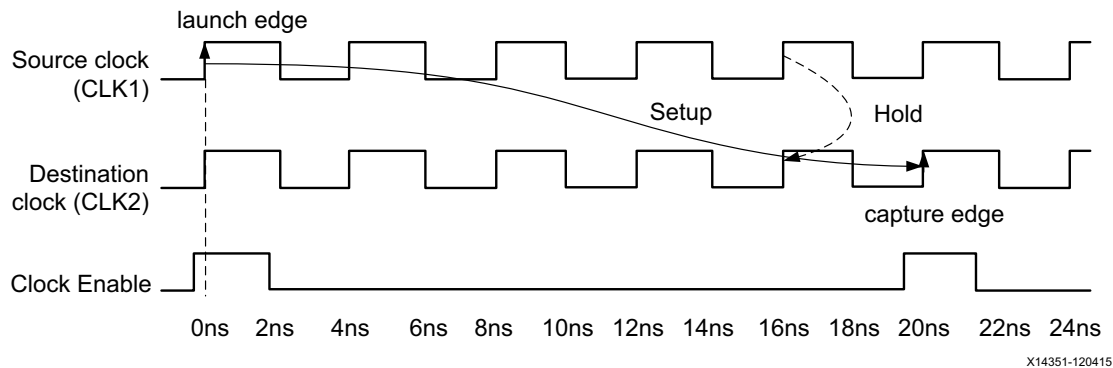 launch edge
Source clock
(CLK1)
Setup
Hold
Destination
clock (CLK2)
capture edge
Clock Enable
0ns 2ns 4ns 6ns 8ns 10ns 12ns 14ns 16ns 18ns 20ns 22ns 24ns
X14351-120415